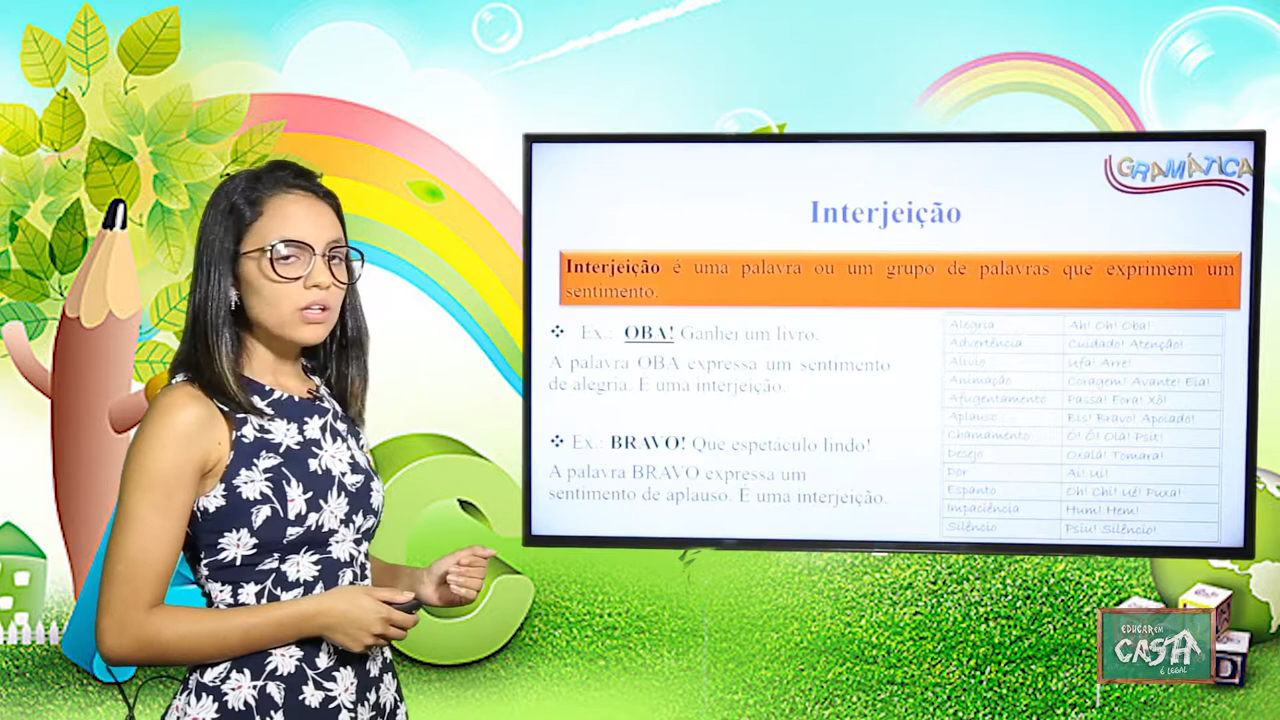 GRAMÁTICA
Interjeição
Interjeição é uma palavra ou um grupo de palavras que exprimem um
sentimento.
❖ Ex.: OBA! Ganhei um livro.
A palavra OBA expressa um sentimento
de alegria. É uma interjeição.
❖ Ex.: BRAVO! Que espetáculo lindo!
A palavra BRAVO expressa um
sentimento de aplauso. É uma interjeição.
Alegria Ah! Oh! Oba!
Advertência Cuidado! Atenção!
Alívio Ufa! Arre!
Animação Coragem! Avante! Eia!
Afugentamento Passa! Fora! Xô!
Aplauso Bis! Bravo! Apoiado!
Chamamento Ô! Ó! Olá! Psit!
Desejo Oxalá! Tomara!
Dor Ai! Ui!
Espanto Oh! Chi! Ué! Puxa!
Impaciência Hum! Hem!
Silêncio Psiu! Silêncio!
EDUCAR EM
CASA
É LEGAL